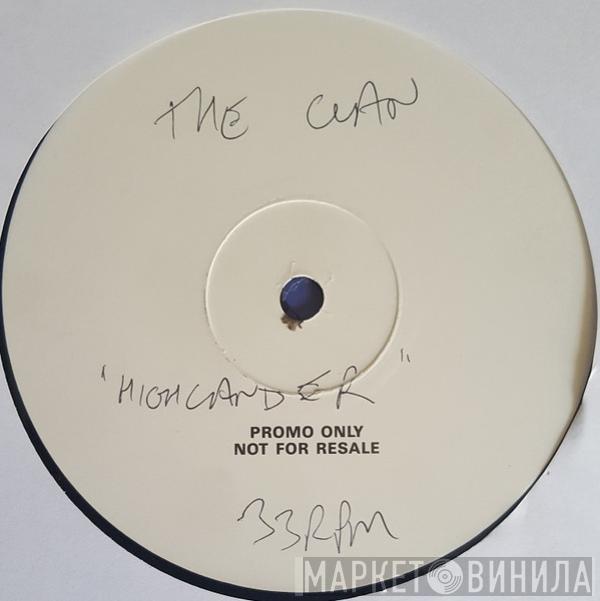 THE CLAN
"HIGHLANDER"
PROMO ONLY
NOT FOR RESALE
33RPM
МАРКЕТ ВИНИЛА